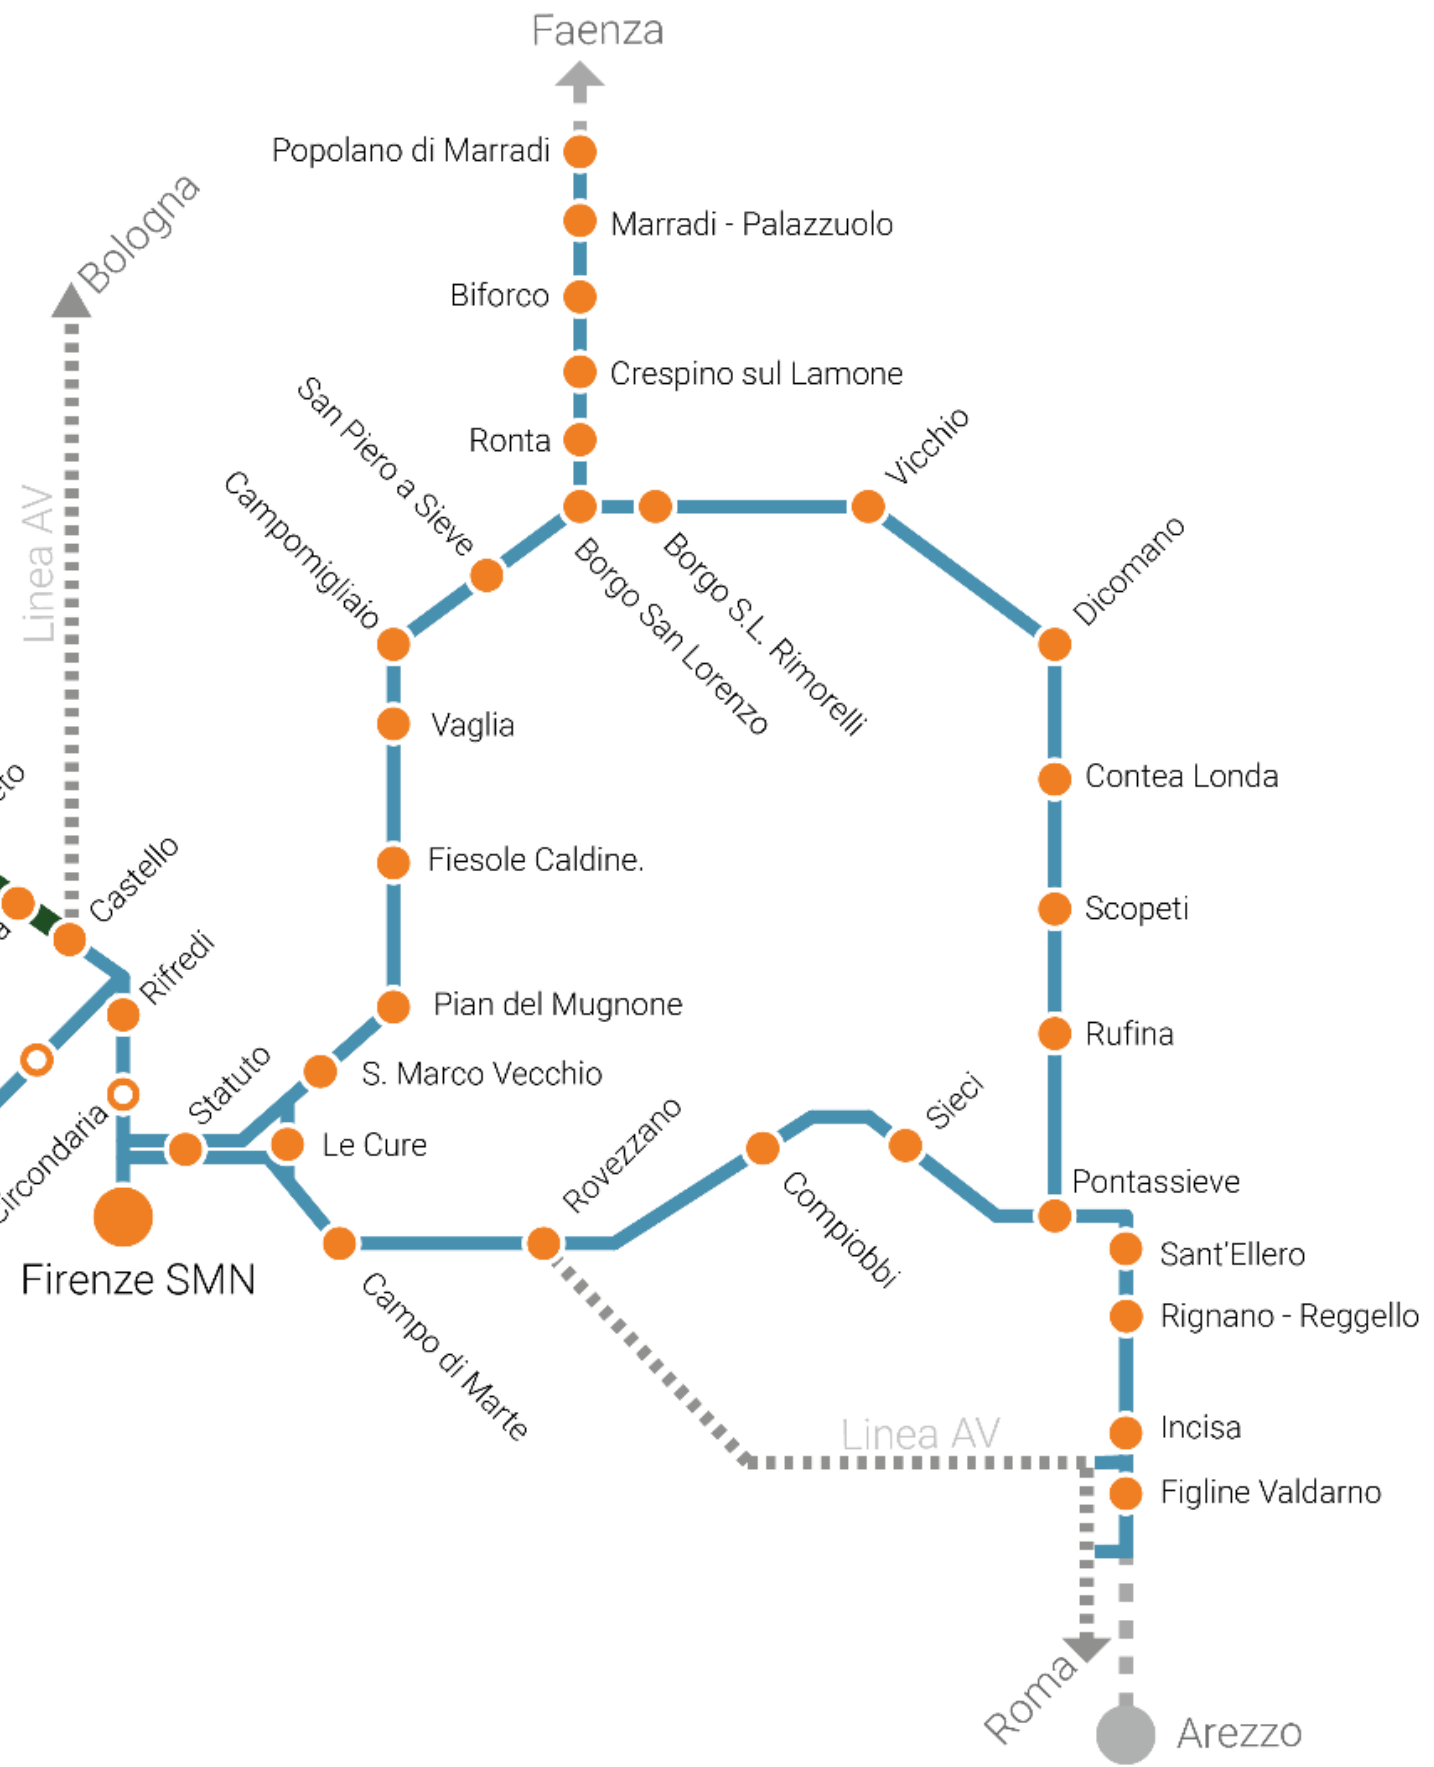 Faenza
Popolano di Marradi
Bologna
Marradi - Palazzuolo
Biforco
Crespino sul Lamone
San Piero a Sieve
Ronta
Vicchio
Campomigliaio
Linea AV
Borgo San Lorenzo
Borgo S.L. Rimorelli
Dicomano
Vaglia
Contea Londa
Castello
Fiesole Caldine.
Scopeti
Rifredi
Pian del Mugnone
Rufina
Statuto
S. Marco Vecchio
Le Cure
Rovezzano
Sieci
Circondaria
Compiobbi
Pontassieve
Sant'Ellero
Firenze SMN
Campo di Marte
Rignano - Reggello
Linea AV
Incisa
Figline Valdarno
Roma
Arezzo